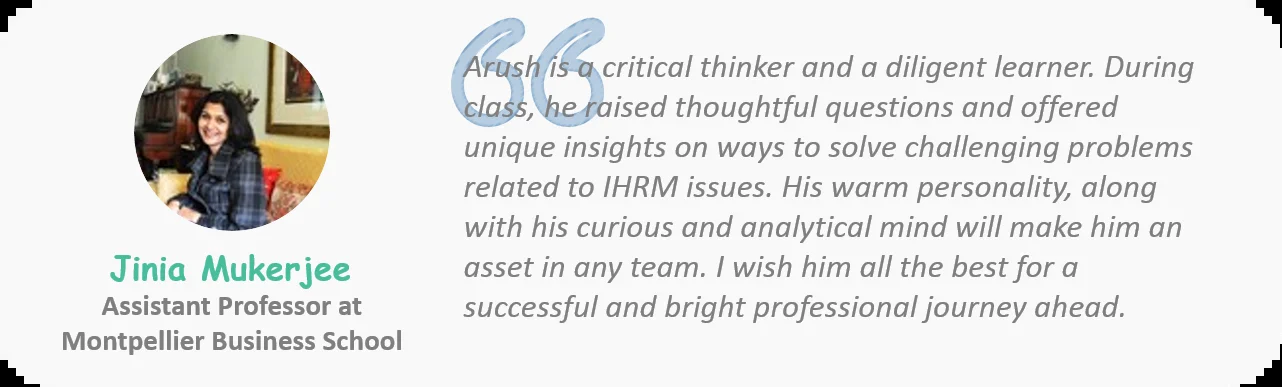 Jinia Mukerjee
Assistant Professor at
Montpellier Business School
Arush is a critical thinker and a diligent learner. During
class, he raised thoughtful questions and offered
unique insights on ways to solve challenging problems
related to IHRM issues. His warm personality, along
with his curious and analytical mind will make him an
asset in any team. I wish him all the best for a
successful and bright professional journey ahead.